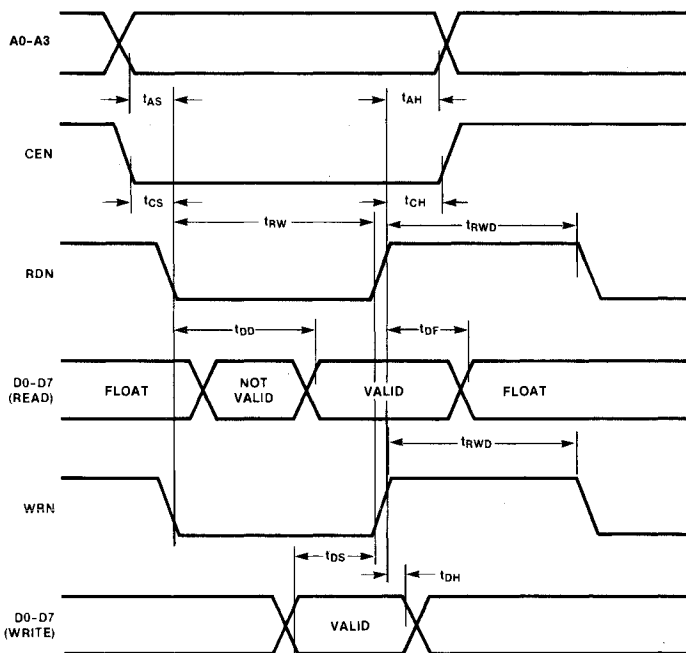 A0–A3
tAS
tAH
CEN
tCS
tCH
tRW
tRWD
RDN
tDD
tDF
D0–D7
(READ)
FLOAT
NOT
VALID
VALID
FLOAT
tRWD
WRN
tDS
tDH
D0–D7
(WRITE)
VALID